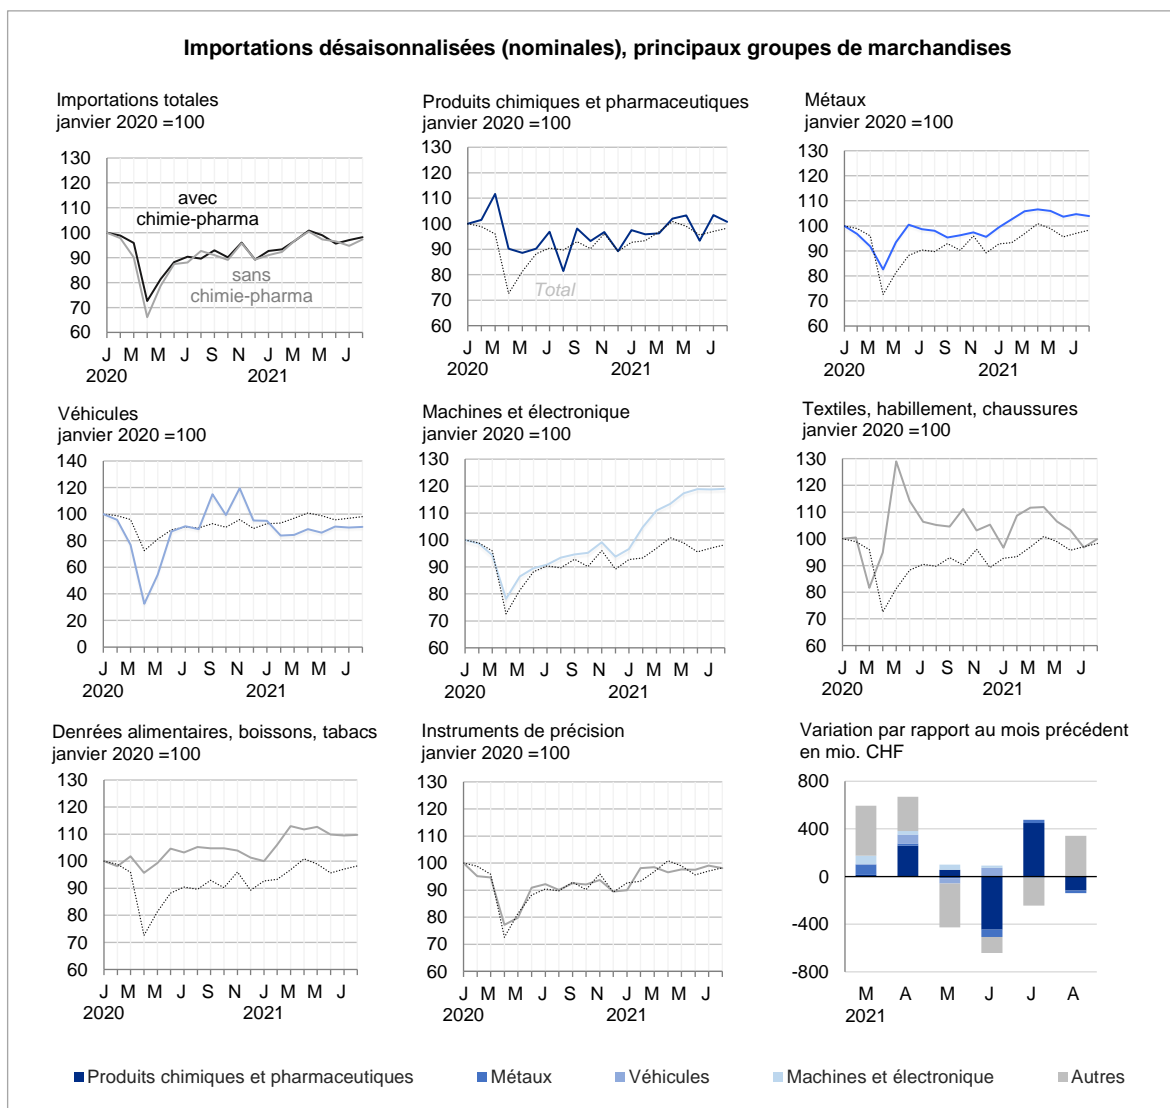 Importations désaisonnalisées (nominales), principaux groupes de marchandises
Importations totales
janvier 2020 =100
130
120
110
100
90
80
70
60
avec
chimie-pharma
sans
chimie-pharma
J M M J S N J M M J
2020 2021
Produits chimiques et pharmaceutiques
janvier 2020 =100
130
120
110
100
90
80
70
60
Total
J M M J S N J M M J
2020 2021
Métaux
janvier 2020 =100
130
120
110
100
90
80
70
60
J M M J S N J M M J
2020 2021
Véhicules
janvier 2020 =100
140
120
100
80
60
40
20
0
J M M J S N J M M J
2020 2021
Machines et électronique
janvier 2020 =100
130
120
110
100
90
80
70
60
J M M J S N J M M J
2020 2021
Textiles, habillement, chaussures
janvier 2020 =100
130
120
110
100
90
80
70
60
J M M J S N J M M J
2020 2021
Denrées alimentaires, boissons, tabacs
janvier 2020 =100
130
120
110
100
90
80
70
60
J M M J S N J M M J
2020 2021
Instruments de précision
janvier 2020 =100
130
120
110
100
90
80
70
60
J M M J S N J M M J
2020 2021
Variation par rapport au mois précédent
en mio. CHF
800
400
0
-400
-800
M A M J J A
2021
Produits chimiques et pharmaceutiques Métaux Véhicules Machines et électronique Autres